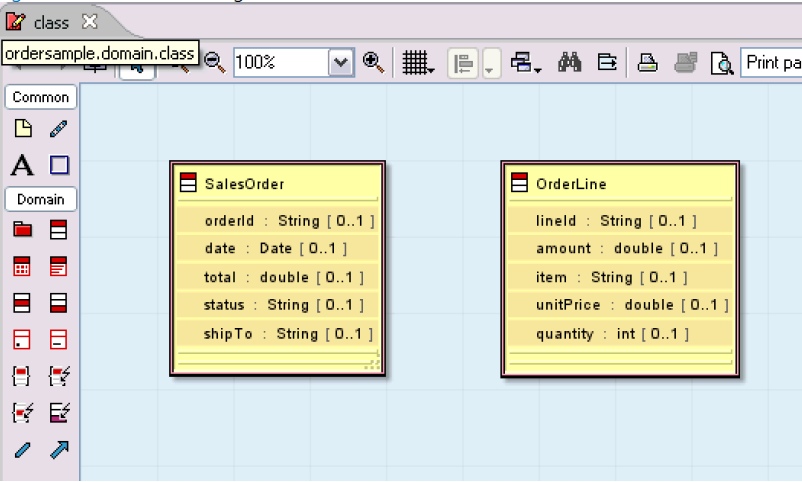 class
ordersample.domain.class
100%
Print pa
Common
A
Domain
SalesOrder
orderId : String [ 0..1 ]
date : Date [ 0..1 ]
total : double [ 0..1 ]
status : String [ 0..1 ]
shipTo : String [ 0..1 ]
OrderLine
lineId : String [ 0..1 ]
amount : double [ 0..1 ]
item : String [ 0..1 ]
unitPrice : double [ 0..1 ]
quantity : int [ 0..1 ]